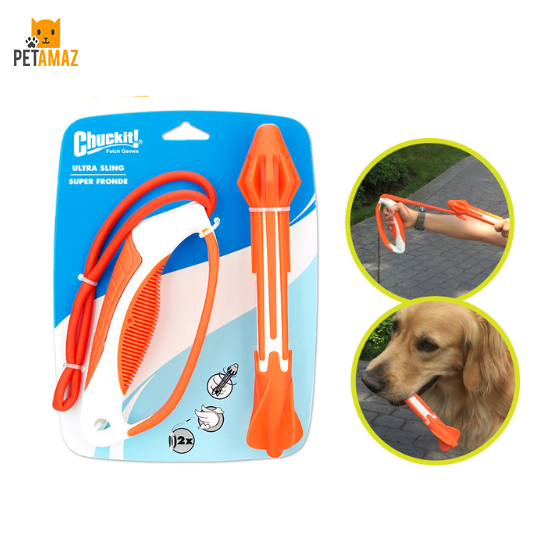 PETAMAZ
Chuckit!®
Fetch Games
ULTRA SLING
SUPER FRONDE
2x